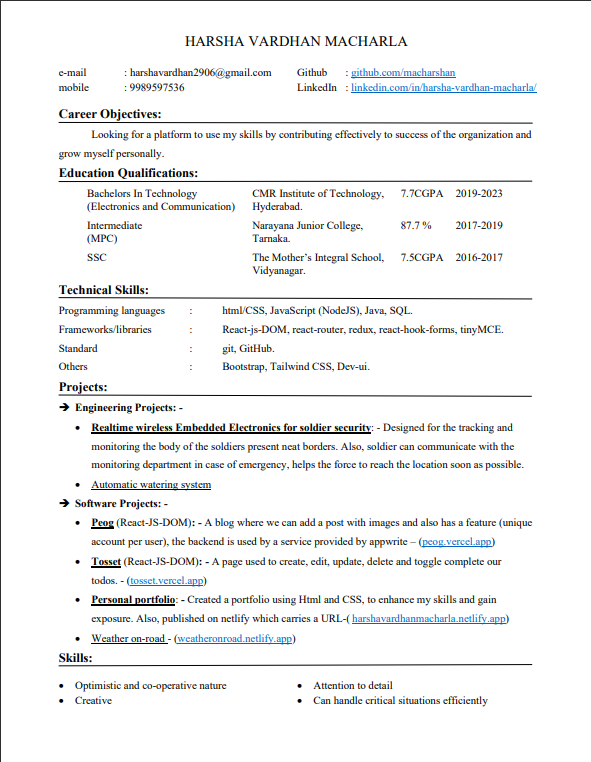 HARSHA VARDHAN MACHARLA
e-mail : harshavardhan2906@gmail.com Github : github.com/macharshan
mobile : 9989597536 LinkedIn : linkedin.com/in/harsha-vardhan-macharla/
Career Objectives:
Looking for a platform to use my skills by contributing effectively to success of the organization and
grow myself personally.
Education Qualifications:
Bachelors In Technology CMR Institute of Technology, 7.7CGPA 2019-2023
(Electronics and Communication) Hyderabad.
Intermediate Narayana Junior College, 87.7 % 2017-2019
(MPC) Tarnaka.
SSC The Mother's Integral School, 7.5CGPA 2016-2017
Vidyanagar.
Technical Skills:
Programming languages : html/CSS, JavaScript (NodeJS), Java, SQL.
Frameworks/libraries : React-js-DOM, react-router, redux, react-hook-forms, tinyMCE.
Standard : git, GitHub.
Others : Bootstrap, Tailwind CSS, Dev-ui.
Projects:
➔ Engineering Projects: -
• Realtime wireless Embedded Electronics for soldier security: - Designed for the tracking and
monitoring the body of the soldiers present neat borders. Also, soldier can communicate with the
monitoring department in case of emergency, helps the force to reach the location soon as possible.
• Automatic watering system
➔ Software Projects: -
• Peog (React-JS-DOM): - A blog where we can add a post with images and also has a feature (unique
account per user), the backend is used by a service provided by appwrite – (peog.vercel.app)
• Tosset (React-JS-DOM): - A page used to create, edit, update, delete and toggle complete our
todos. - (tosset.vercel.app)
• Personal portfolio: - Created a portfolio using Html and CSS, to enhance my skills and gain
exposure. Also, published on netlify which carries a URL-( harshavardhanmacharla.netlify.app)
• Weather on-road - (weatheronroad.netlify.app)
Skills:
• Optimistic and co-operative nature • Attention to detail
• Creative • Can handle critical situations efficiently